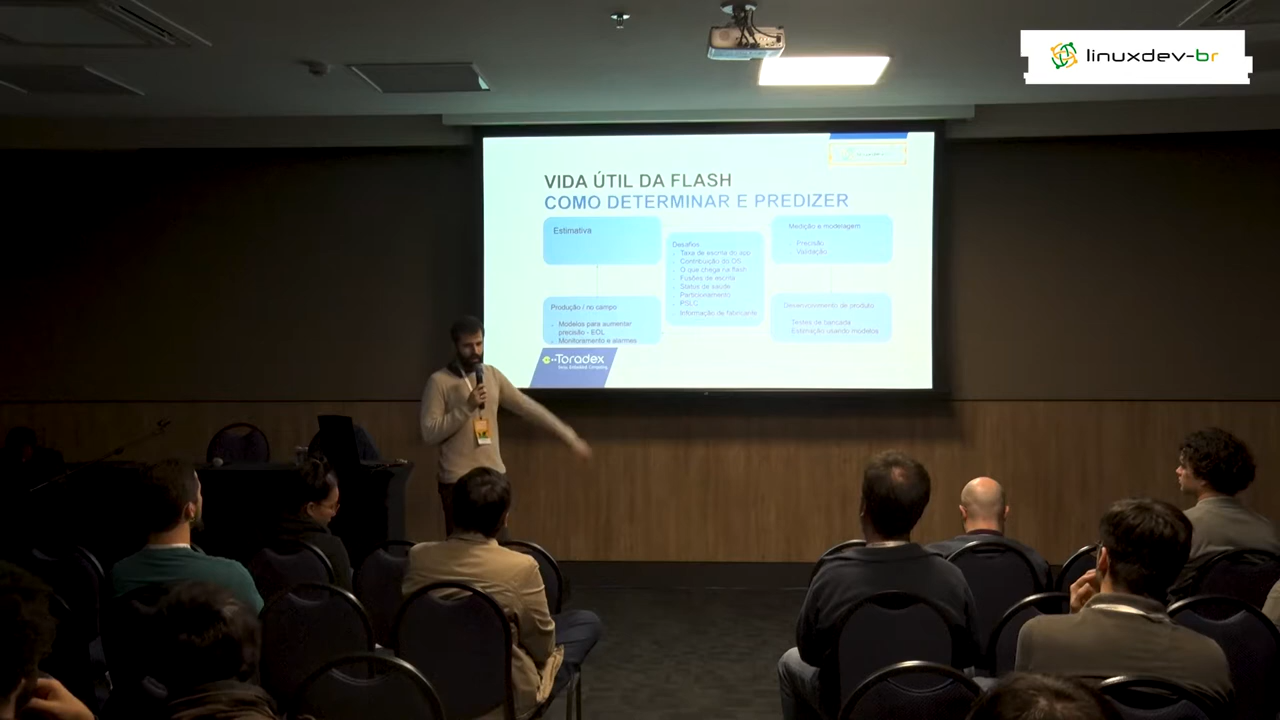 linuxdev-br
VIDA ÚTIL DA FLASH
COMO DETERMINAR E PREDIZER
Estimativa
Produção / no campo
- Modelos para aumentar
precisão - EOL
- Monitoramento e alarmes
Desafios
- Taxa de escrita do app
- Contribuição do OS
- O que chega na flash
- Fusões de escrita
- Status de saúde
- Particionamento
- PSLC
- Informação de fabricante
Medição e modelagem
- Precisão
- Validação
Desenvolvimento de produto
- Testes de bancada
- Estimação usando modelos
Toradex